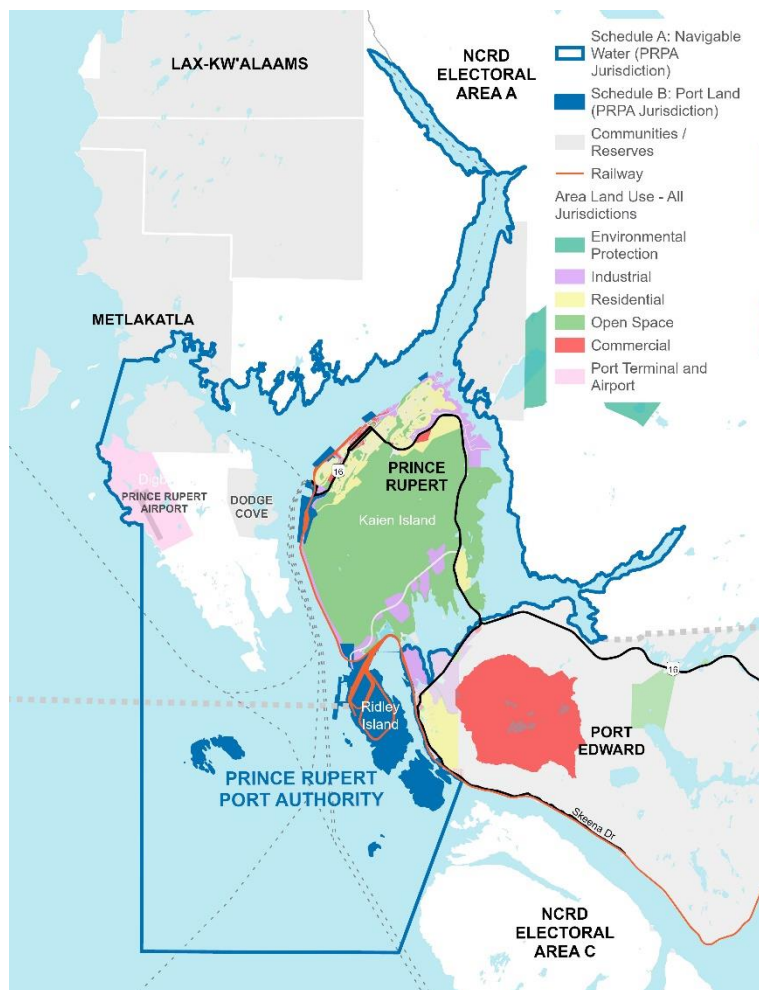 LAX-KW'ALAAMS
NCRD
ELECTORAL
AREA A
Schedule A: Navigable
Water (PRPA
Jurisdiction)
Schedule B: Port Land
(PRPA Jurisdiction)
Communities /
Reserves
Railway
Area Land Use - All
Jurisdictions
Environmental
Protection
Industrial
Residential
Open Space
Commercial
Port Terminal and
Airport
METLAKATLA
PRINCE RUPERT
AIRPORT
DODGE
COVE
16
PRINCE
RUPERT
Kaien Island
16
Ridley
Island
PORT
EDWARD
PRINCE RUPERT
PORT AUTHORITY
Skeena Dr
NCRD
ELECTORAL
AREA C